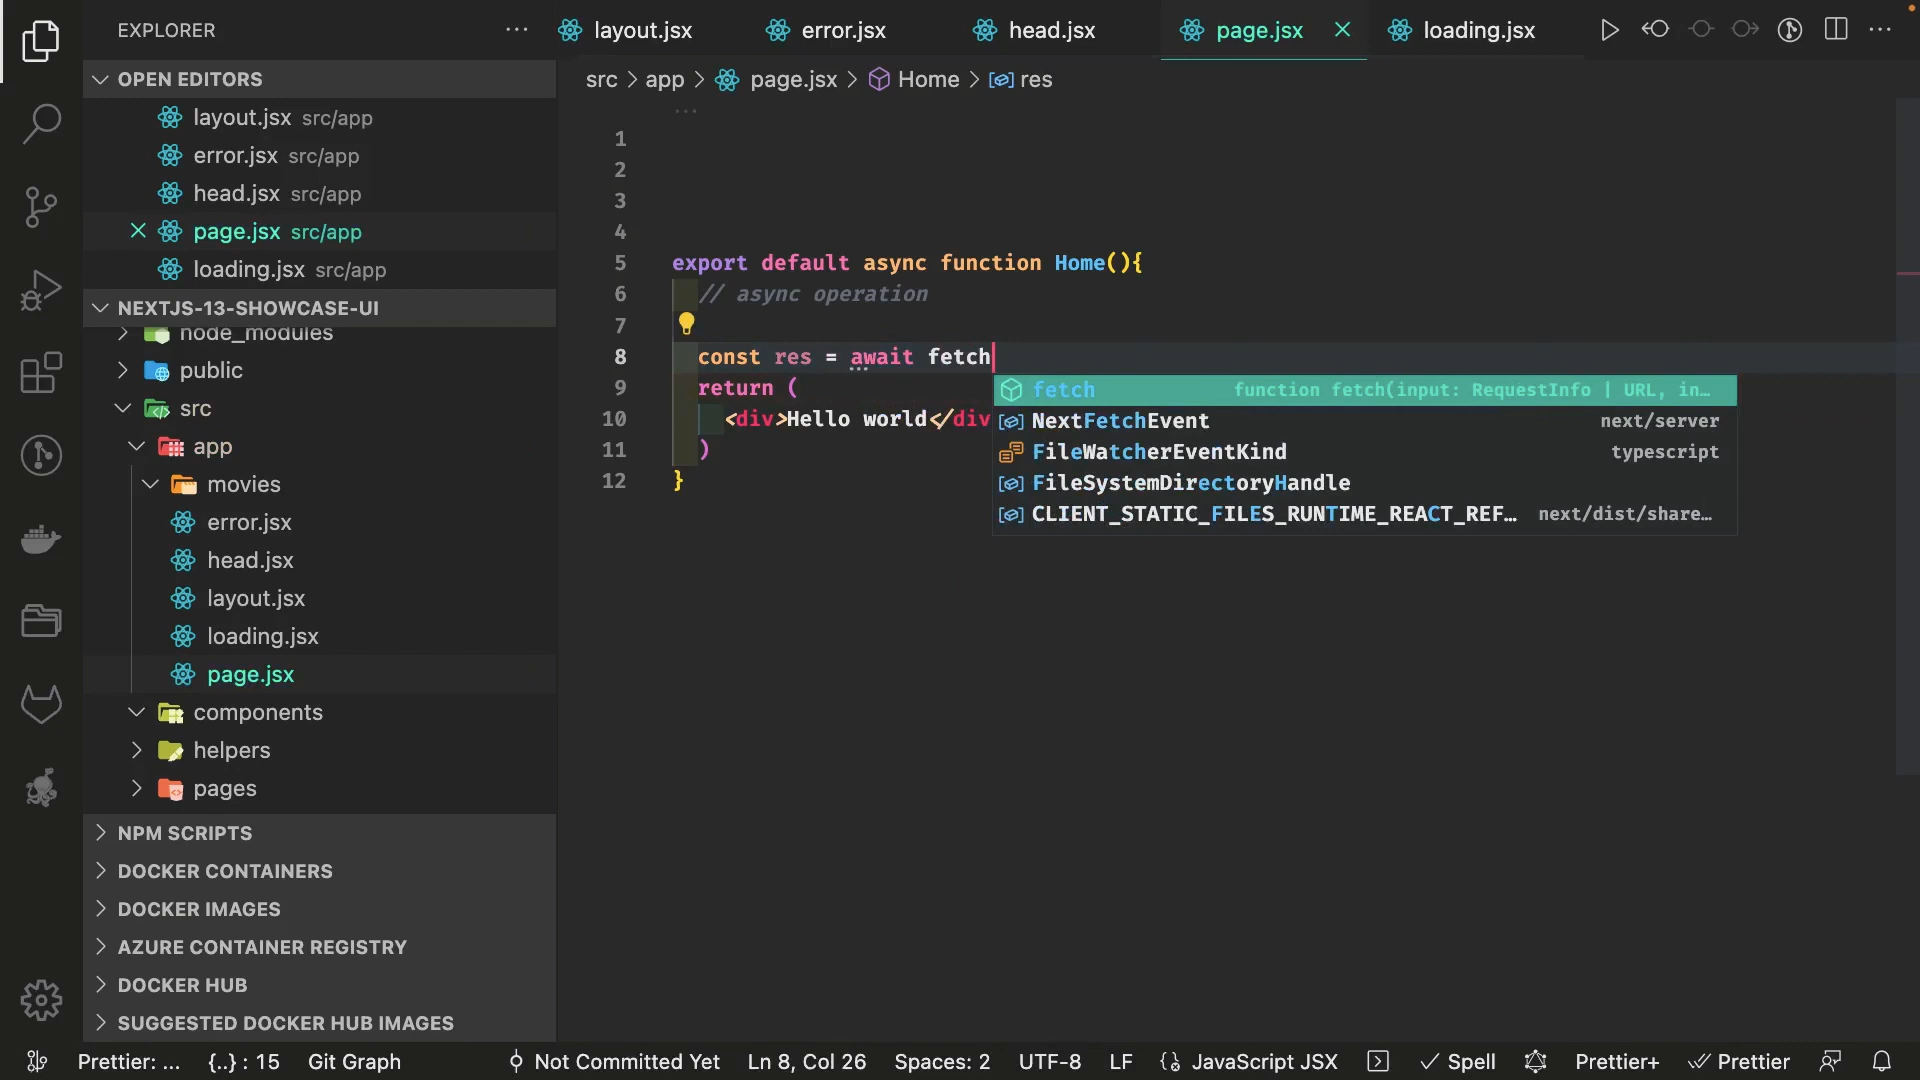 EXPLORER
layout.jsx
error.jsx
head.jsx
page.jsx
loading.jsx
OPEN EDITORS
layout.jsx src/app
error.jsx src/app
head.jsx src/app
page.jsx src/app
loading.jsx src/app
NEXTJS-13-SHOWCASE-UI
node_modules
public
src
app
movies
error.jsx
head.jsx
layout.jsx
loading.jsx
page.jsx
components
helpers
pages
NPM SCRIPTS
DOCKER CONTAINERS
DOCKER IMAGES
AZURE CONTAINER REGISTRY
DOCKER HUB
SUGGESTED DOCKER HUB IMAGES
src > app > page.jsx > Home > res
1
2
3
4
5 export default async function Home(){
6 // async operation
7
8 const res = await fetch
9 return (
10 <div>Hello world</div
11 )
12 }
fetch function fetch(input: RequestInfo | URL, in…
NextFetchEvent next/server
FileWatcherEventKind typescript
FileSystemDirectoryHandle
CLIENT_STATIC_FILES_RUNTIME_REACT_REF… next/dist/share…
Prettier: ... {..} : 15 Git Graph Not Committed Yet Ln 8, Col 26 Spaces: 2 UTF-8 LF JavaScript JSX Spell Prettier+ Prettier